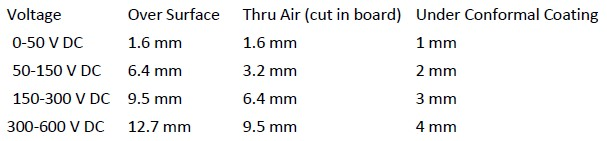 Voltage Over Surface Thru Air (cut in board) Under Conformal Coating
0-50 V DC 1.6 mm 1.6 mm 1 mm
50-150 V DC 6.4 mm 3.2 mm 2 mm
150-300 V DC 9.5 mm 6.4 mm 3 mm
300-600 V DC 12.7 mm 9.5 mm 4 mm